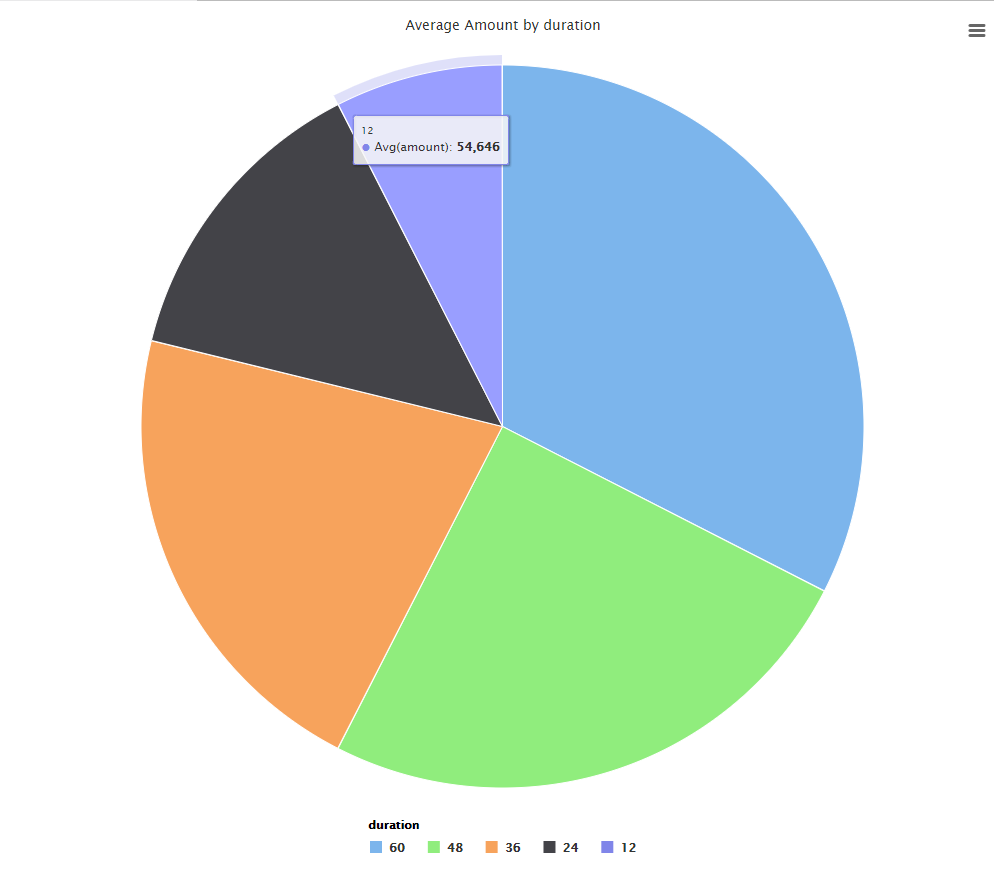 Average Amount by duration
12
Avg(amount): 54,646
duration
60 48 36 24 12